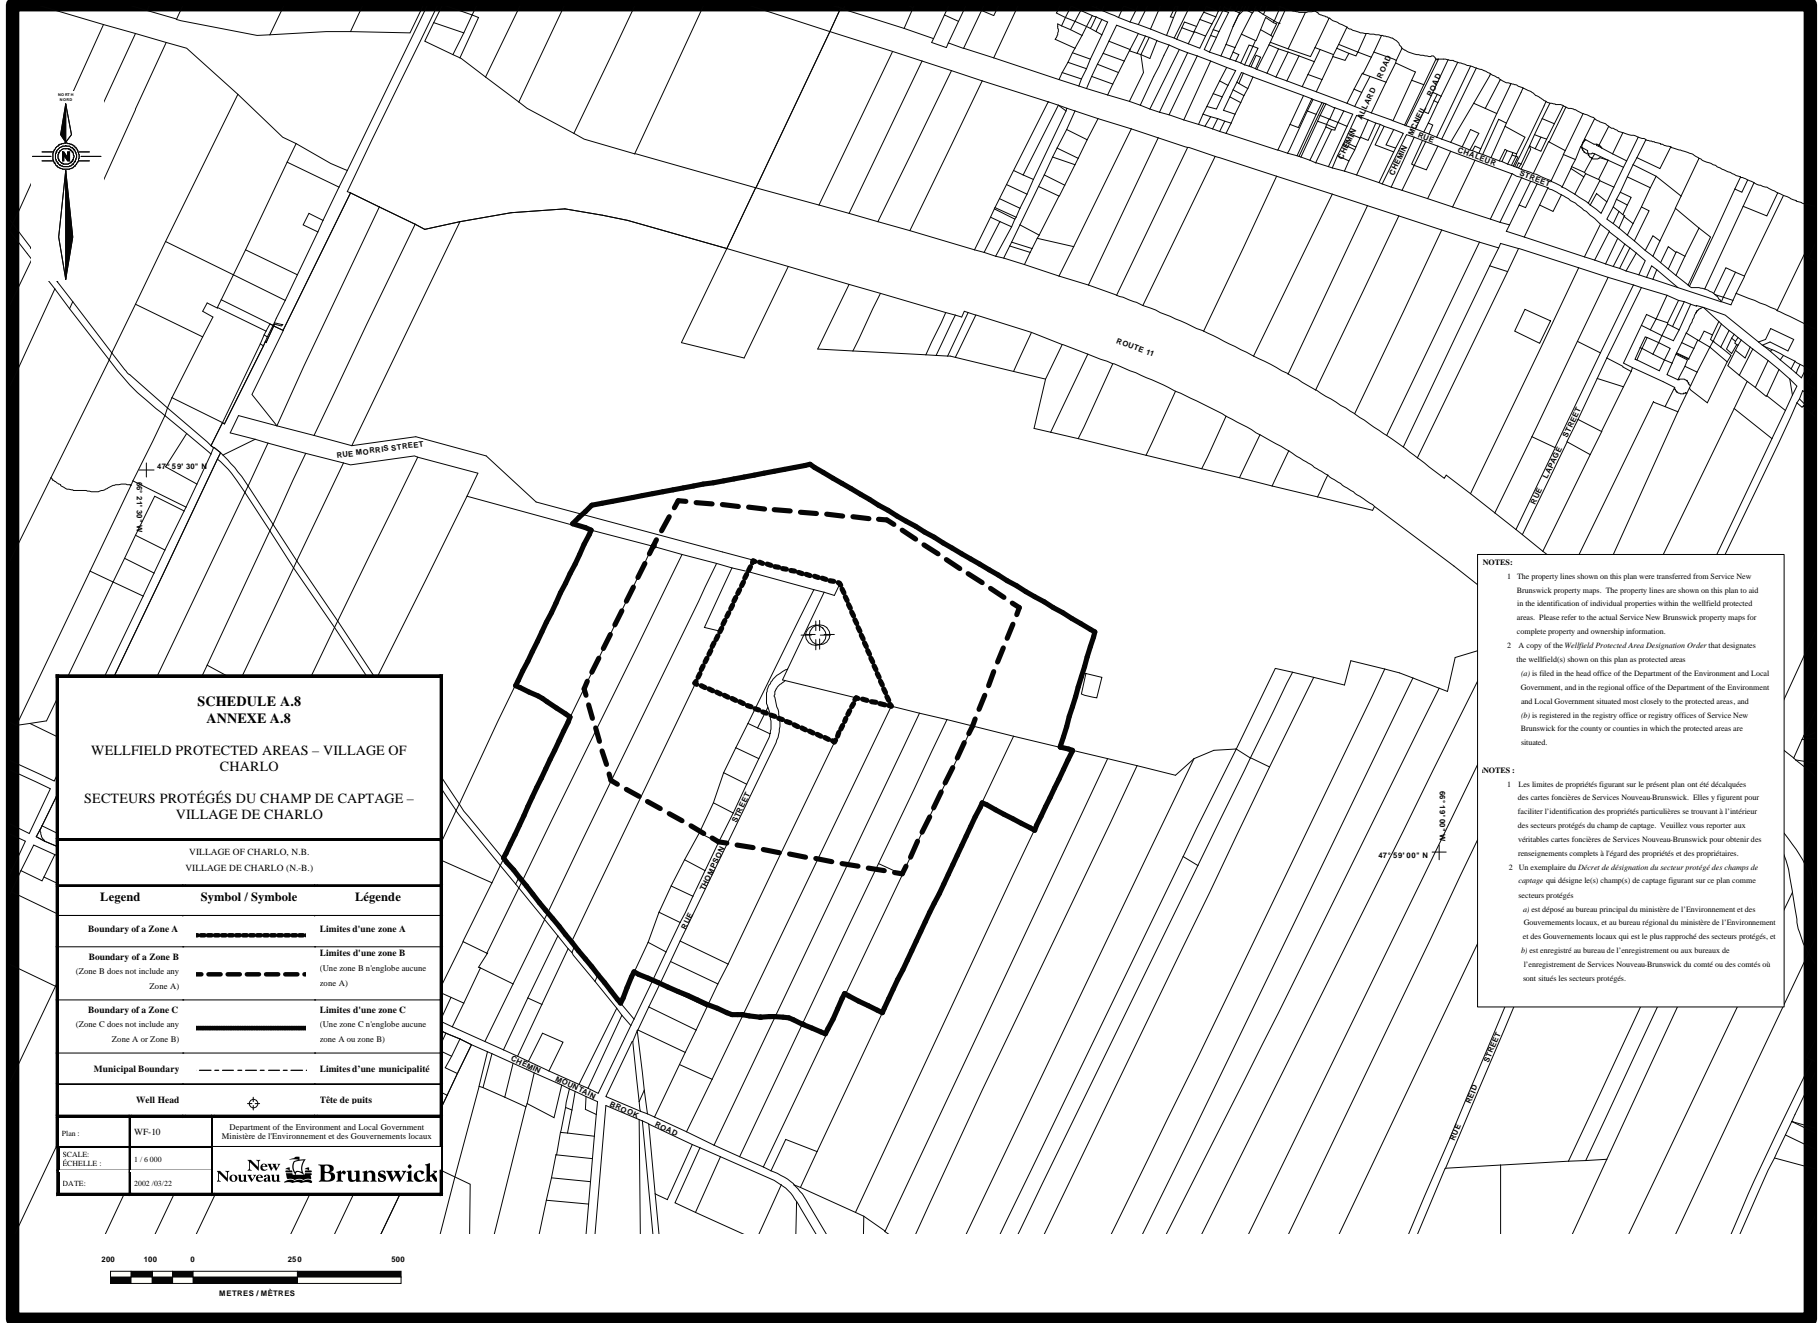 NORTH
NORD
N
CHEMIN ALLARD ROAD
CHEMIN MCNEIL ROAD
RUE CHALEUR STREET
ROUTE 11
RUE LAPAGE STREET
RUE MORRIS STREET
47° 59' 30" N
66° 21' 30" W
RUE THOMPSON STREET
47° 59' 00" N
66° 19' 00" W
CHEMIN MOUNTAIN BROOK ROAD
RUE REID STREET
NOTES:
1 The property lines shown on this plan were transferred from Service New
Brunswick property maps. The property lines are shown on this plan to aid
in the identification of individual properties within the wellfield protected
areas. Please refer to the actual Service New Brunswick property maps for
complete property and ownership information.
2 A copy of the Wellfield Protected Area Designation Order that designates
the wellfield(s) shown on this plan as protected areas
(a) is filed in the head office of the Department of the Environment and Local
Government, and in the regional office of the Department of the Environment
and Local Government situated most closely to the protected areas, and
(b) is registered in the registry office or registry offices of Service New
Brunswick for the county or counties in which the protected areas are
situated.
NOTES :
1 Les limites de propriétés figurant sur le présent plan ont été décalquées
des cartes foncières de Services Nouveau-Brunswick. Elles y figurent pour
faciliter l'identification des propriétés particulières se trouvant à l'intérieur
des secteurs protégés du champ de captage. Veuillez vous reporter aux
véritables cartes foncières de Services Nouveau-Brunswick pour obtenir des
renseignements complets à l'égard des propriétés et des propriétaires.
2 Un exemplaire du Décret de désignation du secteur protégé des champs de
captage qui désigne le(s) champ(s) de captage figurant sur ce plan comme
secteurs protégés
a) est déposé au bureau principal du ministère de l'Environnement et des
Gouvernements locaux, et au bureau régional du ministère de l'Environnement
et des Gouvernements locaux qui est le plus rapproché des secteurs protégés, et
b) est enregistré au bureau de l'enregistrement ou aux bureaux de
l'enregistrement de Services Nouveau-Brunswick du comté ou des comtés où
sont situés les secteurs protégés.
SCHEDULE A.8
ANNEXE A.8
WELLFIELD PROTECTED AREAS – VILLAGE OF
CHARLO
SECTEURS PROTÉGÉS DU CHAMP DE CAPTAGE –
VILLAGE DE CHARLO
VILLAGE OF CHARLO, N.B.
VILLAGE DE CHARLO (N.-B.)
Legend Symbol / Symbole Légende
Boundary of a Zone A Limites d'une zone A
Boundary of a Zone B
(Zone B does not include any
Zone A)
Limites d'une zone B
(Une zone B n'englobe aucune
zone A)
Boundary of a Zone C
(Zone C does not include any
Zone A or Zone B)
Limites d'une zone C
(Une zone C n'englobe aucune
zone A ou zone B)
Municipal Boundary Limites d'une municipalité
Well Head Tête de puits
Plan : WF-10
Department of the Environment and Local Government
Ministère de l'Environnement et des Gouvernements locaux
SCALE:
ÉCHELLE :
1 / 6 000
DATE: 2002 /03/22
New
Nouveau
Brunswick
200 100 0 250 500
METRES / MÈTRES